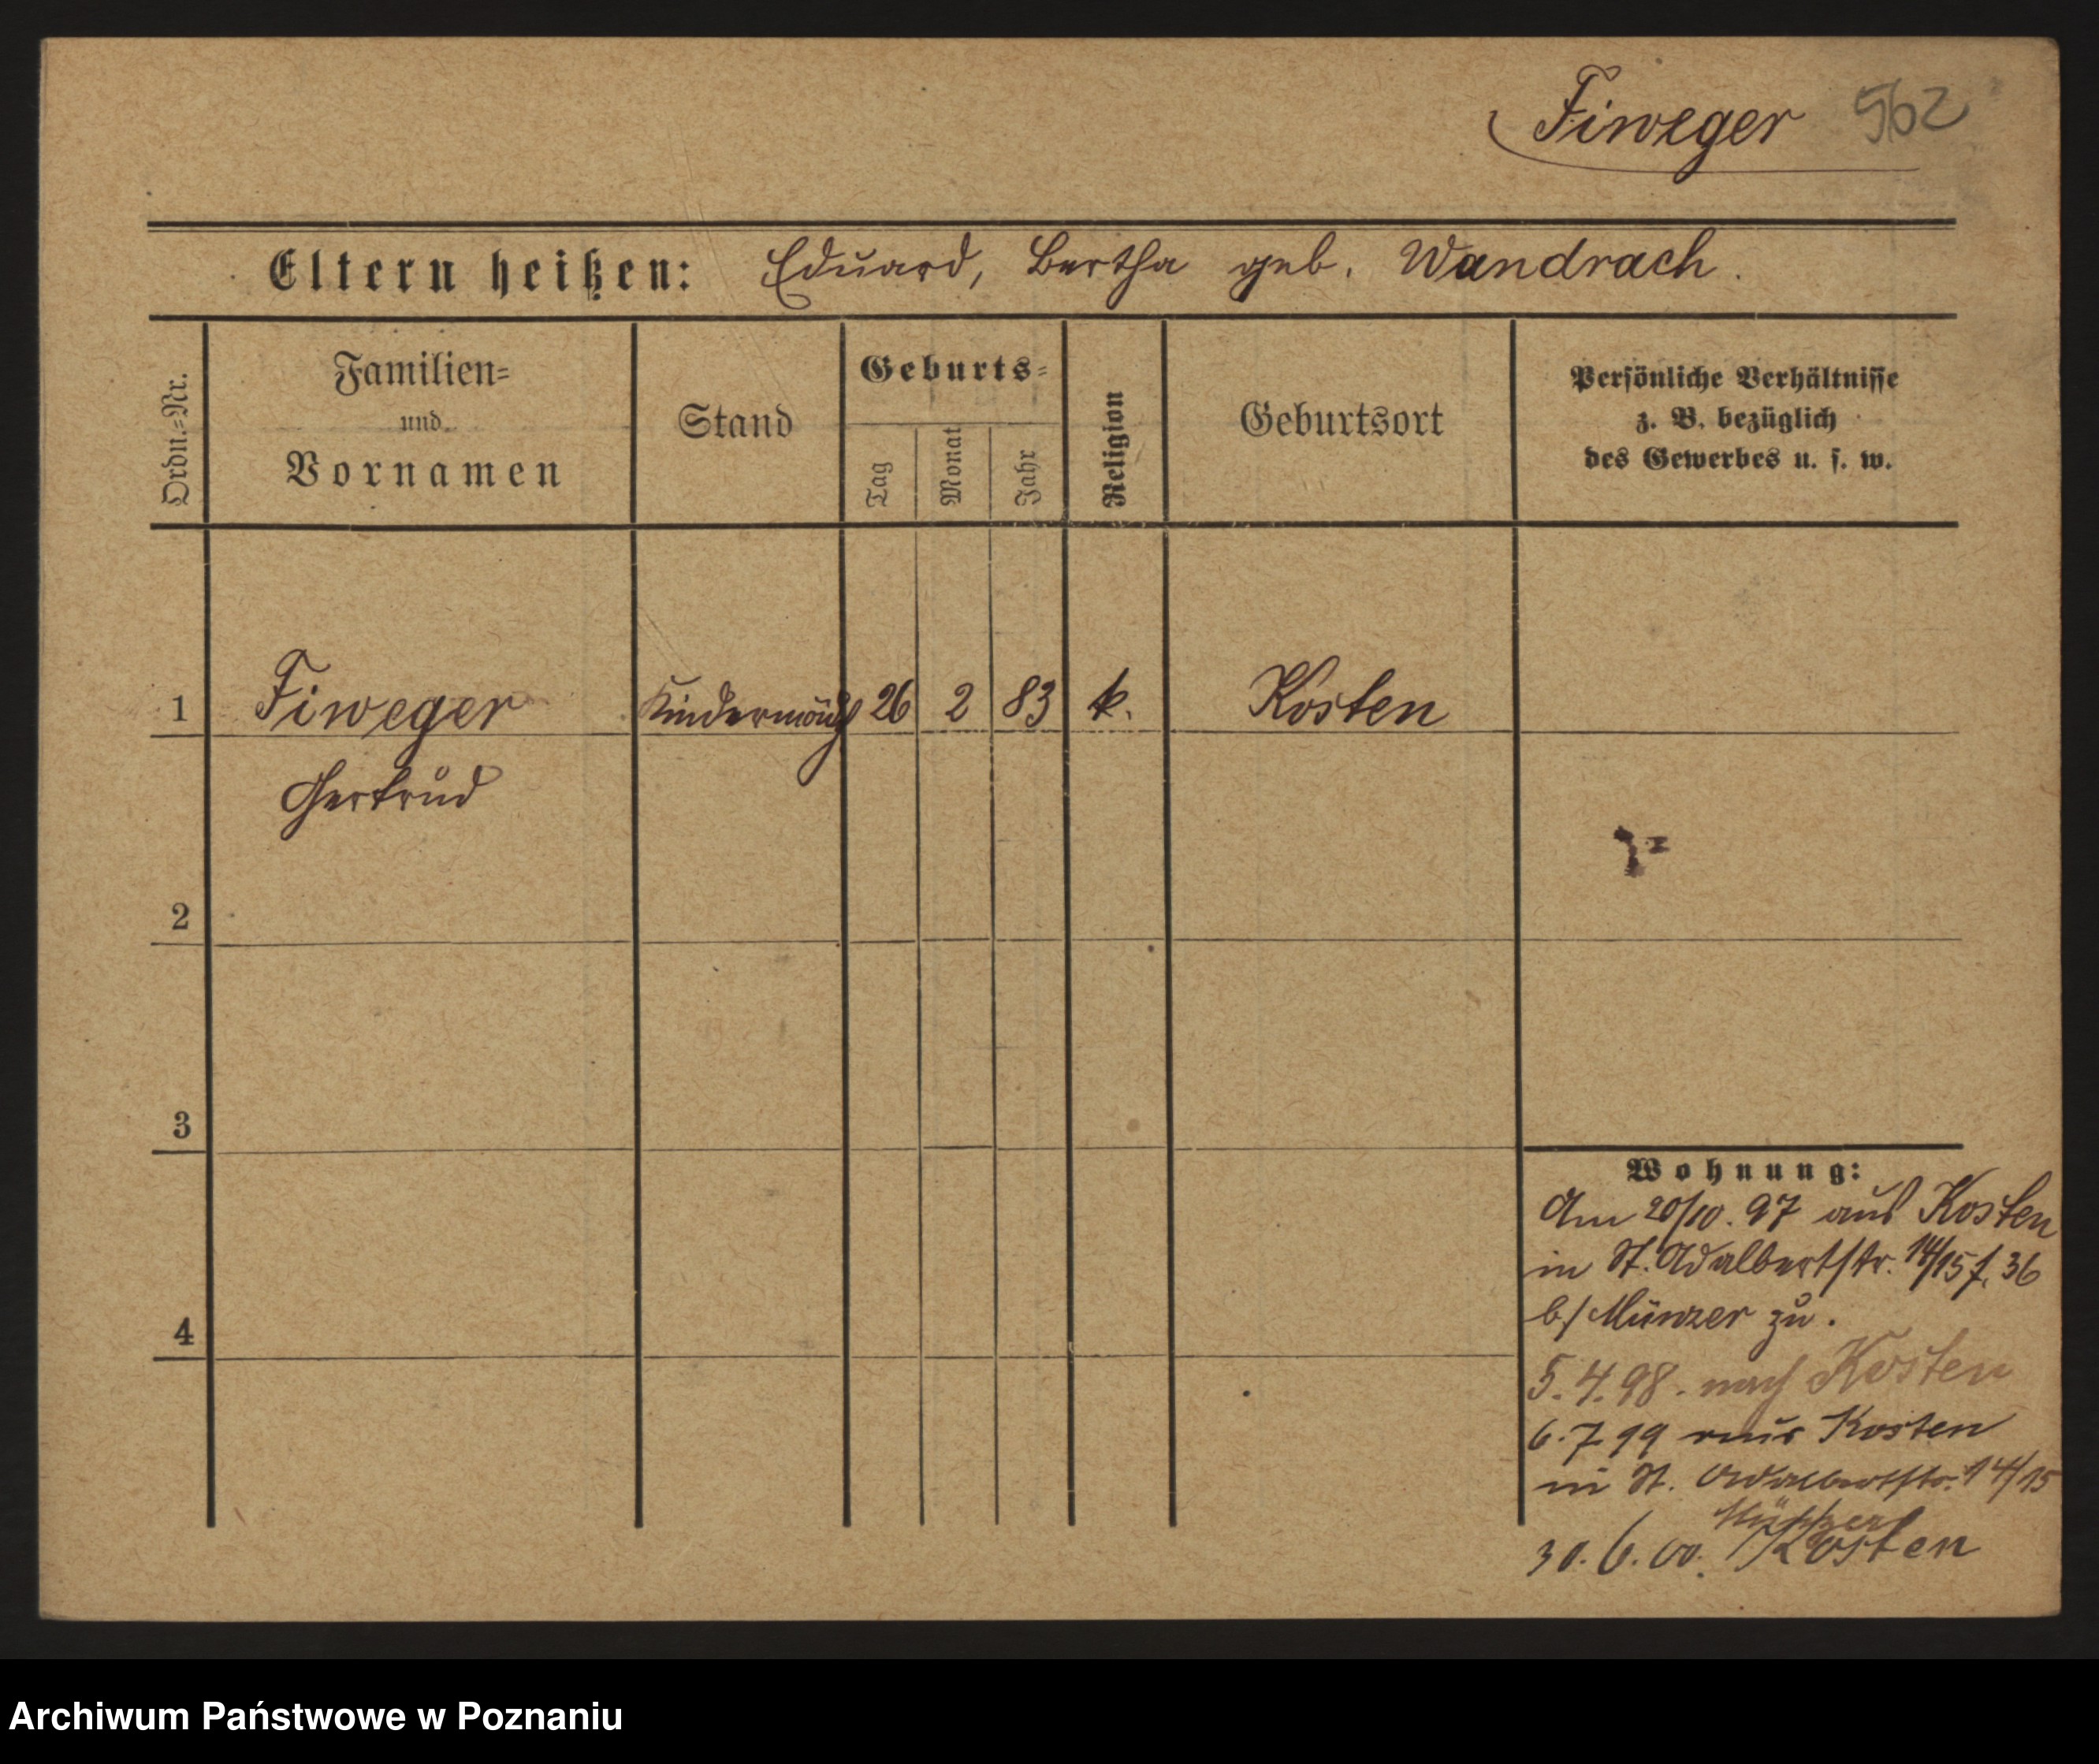 Fiweger 562
Eltern heißen: Eduard, Bertha geb. Wandrach.
Ordn.=Nr.
Familien=
und
Vornamen
Stand
Geburts=
Tag
Monat
Jahr
Religion
Geburtsort
Persönliche Verhältnisse
z. B. bezüglich
des Gewerbes u. s. w.
1 Fiweger Kindermädch 26 2 83 k. Kosten
Gertrud
2
3
4
Wohnung:
Am 20/10. 97 aus Kosten
in St. Adalbertstr. 14/15 f. 36
b/ Münzer zu.
5. 4. 98. nach Kosten
6. 7 99 aus Kosten
in St. Adalbertstr. 14/15
Münzer
30. 6. 00. Kosten
Archiwum Państwowe w Poznaniu